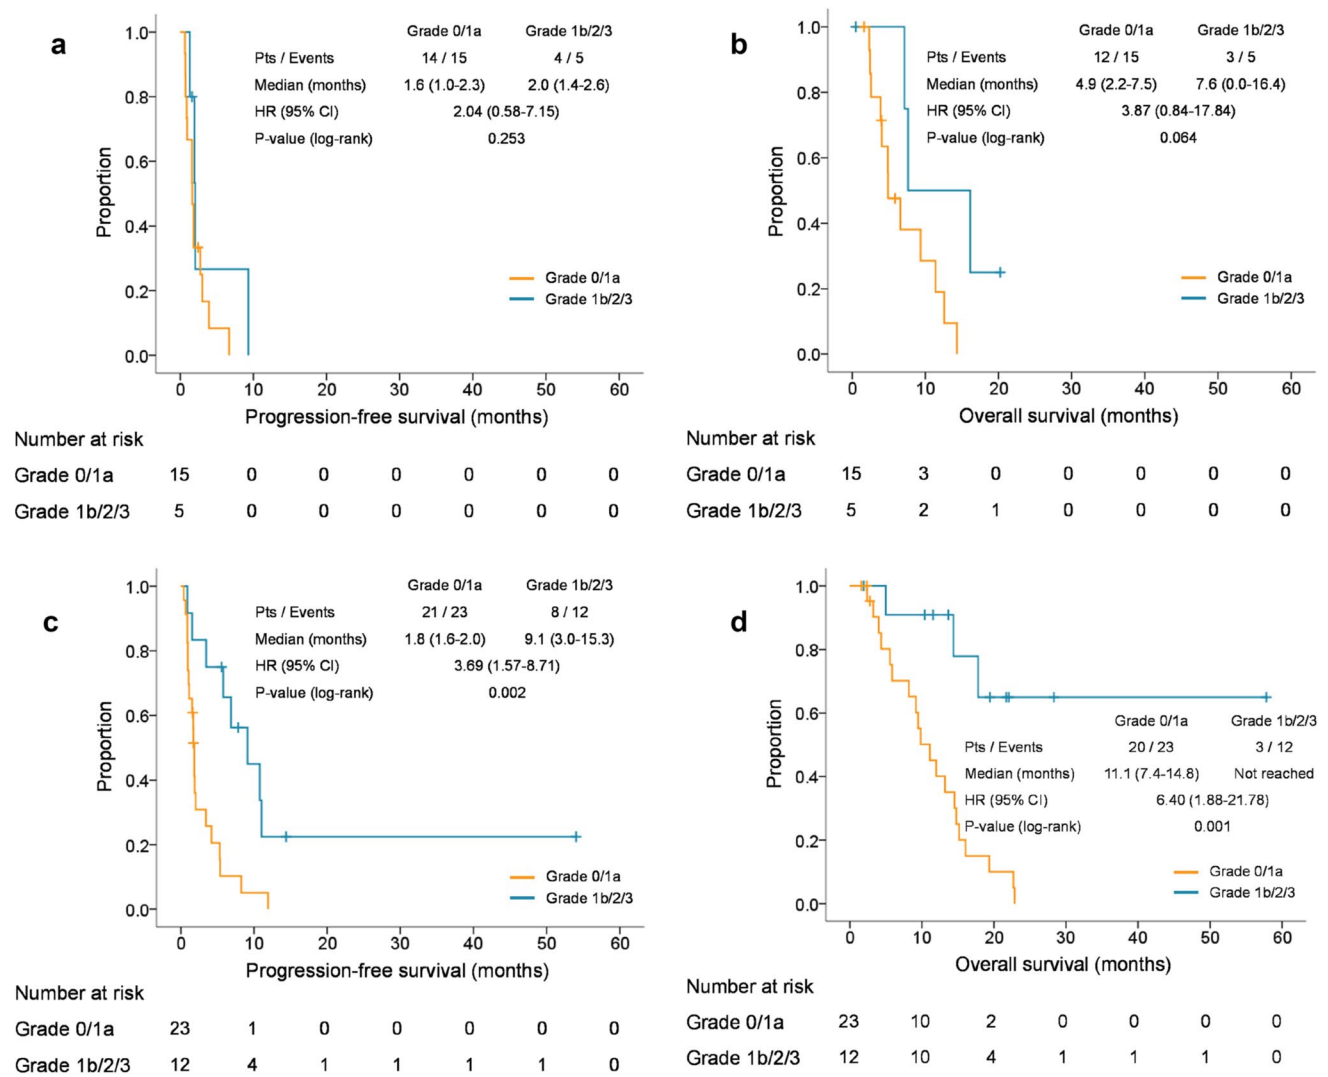 a
Grade 0/1a Grade 1b/2/3
Pts / Events 14 / 15 4 / 5
Median (months) 1.6 (1.0-2.3) 2.0 (1.4-2.6)
HR (95% CI) 2.04 (0.58-7.15)
P-value (log-rank) 0.253
Proportion
1.0
0.8
0.6
0.4
0.2
0.0
Grade 0/1a
Grade 1b/2/3
0 10 20 30 40 50 60
Progression-free survival (months)
Number at risk
Grade 0/1a 15 0 0 0 0 0 0
Grade 1b/2/3 5 0 0 0 0 0 0
b
Grade 0/1a Grade 1b/2/3
Pts / Events 12 / 15 3 / 5
Median (months) 4.9 (2.2-7.5) 7.6 (0.0-16.4)
HR (95% CI) 3.87 (0.84-17.84)
P-value (log-rank) 0.064
Proportion
1.0
0.8
0.6
0.4
0.2
0.0
Grade 0/1a
Grade 1b/2/3
0 10 20 30 40 50 60
Overall survival (months)
Number at risk
Grade 0/1a 15 3 0 0 0 0 0
Grade 1b/2/3 5 2 1 0 0 0 0
c
Grade 0/1a Grade 1b/2/3
Pts / Events 21 / 23 8 / 12
Median (months) 1.8 (1.6-2.0) 9.1 (3.0-15.3)
HR (95% CI) 3.69 (1.57-8.71)
P-value (log-rank) 0.002
Proportion
1.0
0.8
0.6
0.4
0.2
0.0
Grade 0/1a
Grade 1b/2/3
0 10 20 30 40 50 60
Progression-free survival (months)
Number at risk
Grade 0/1a 23 1 0 0 0 0 0
Grade 1b/2/3 12 4 1 1 1 1 0
d
Proportion
1.0
0.8
0.6
0.4
0.2
0.0
Grade 0/1a Grade 1b/2/3
Pts / Events 20 / 23 3 / 12
Median (months) 11.1 (7.4-14.8) Not reached
HR (95% CI) 6.40 (1.88-21.78)
P-value (log-rank) 0.001
Grade 0/1a
Grade 1b/2/3
0 10 20 30 40 50 60
Overall survival (months)
Number at risk
Grade 0/1a 23 10 2 0 0 0 0
Grade 1b/2/3 12 10 4 1 1 1 0